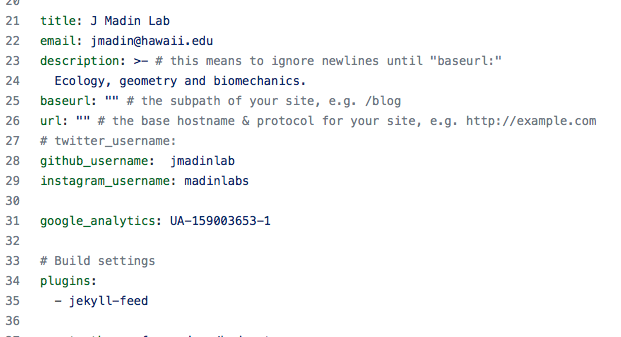 21 title: J Madin Lab
22 email: jmadin@hawaii.edu
23 description: >- # this means to ignore newlines until "baseurl:"
24 Ecology, geometry and biomechanics.
25 baseurl: "" # the subpath of your site, e.g. /blog
26 url: "" # the base hostname & protocol for your site, e.g. http://example.com
27 # twitter_username:
28 github_username:  jmadinlab
29 instagram_username: madinlabs
30
31 google_analytics: UA-159003653-1
32
33 # Build settings
34 plugins:
35 - jekyll-feed
36